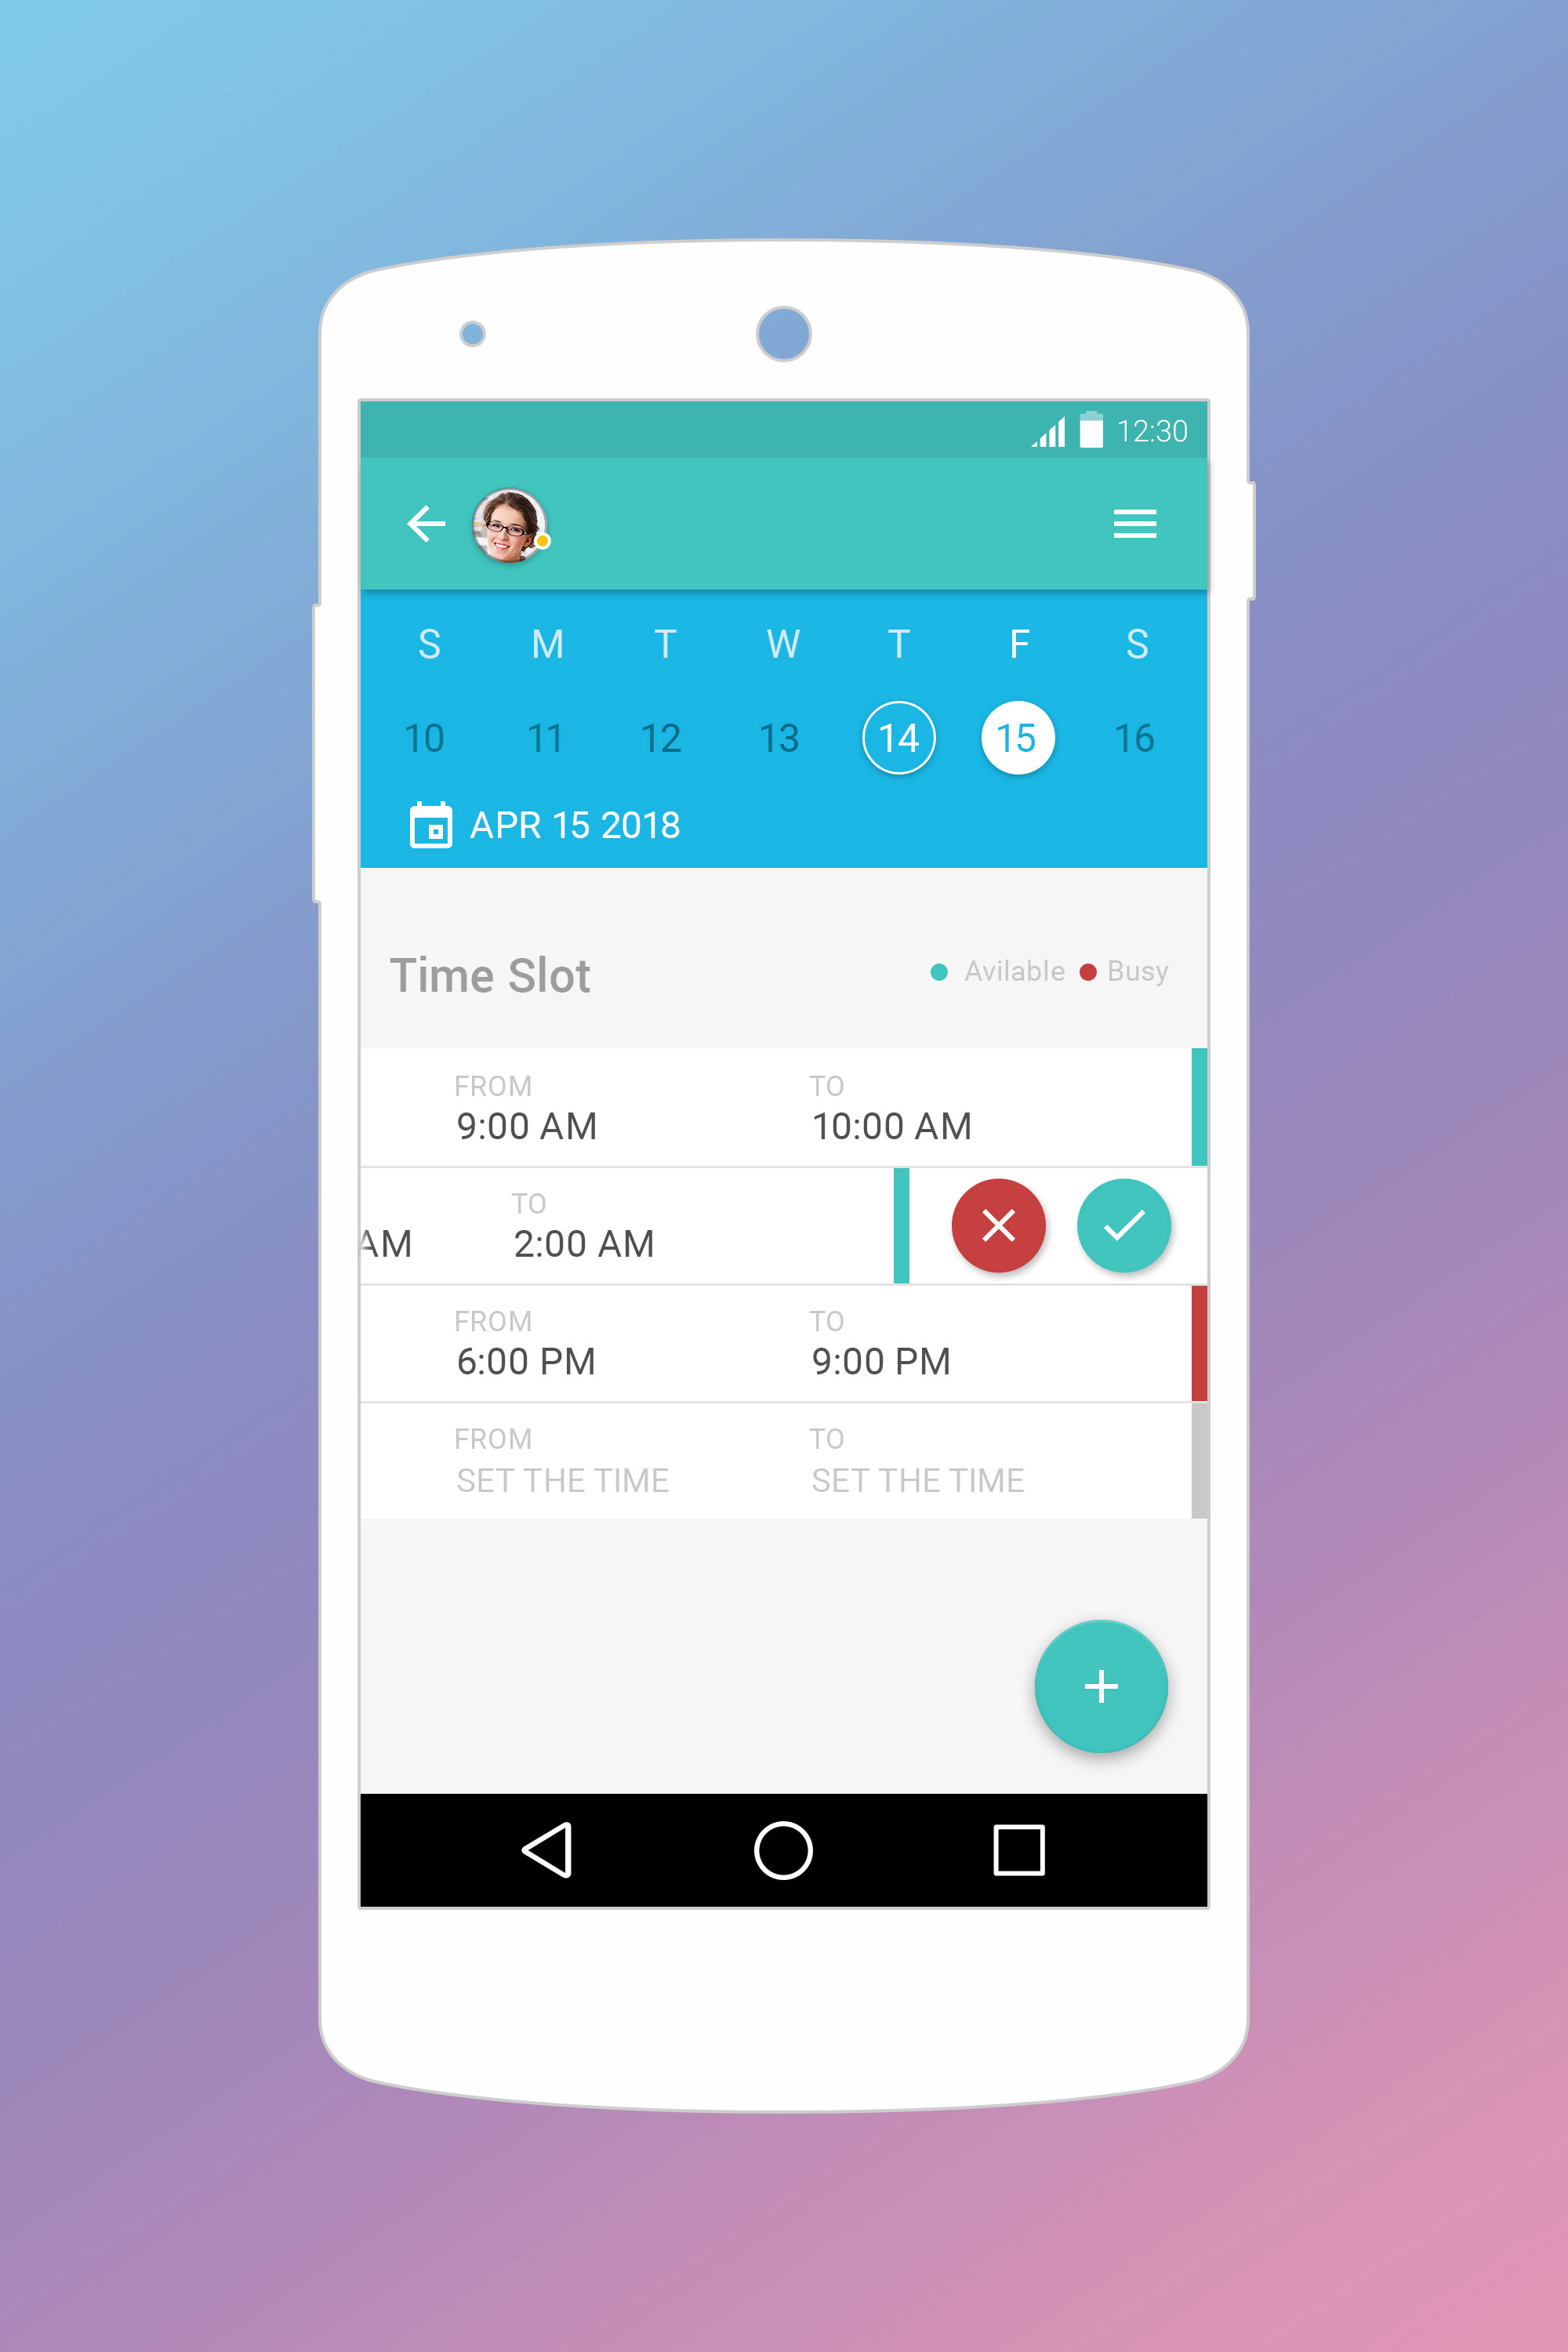 12:30
S M T W T F S
10 11 12 13 14 15 16
APR 15 2018
Time Slot Avilable Busy
FROM TO
9:00 AM 10:00 AM
TO
AM 2:00 AM
FROM TO
6:00 PM 9:00 PM
FROM TO
SET THE TIME SET THE TIME